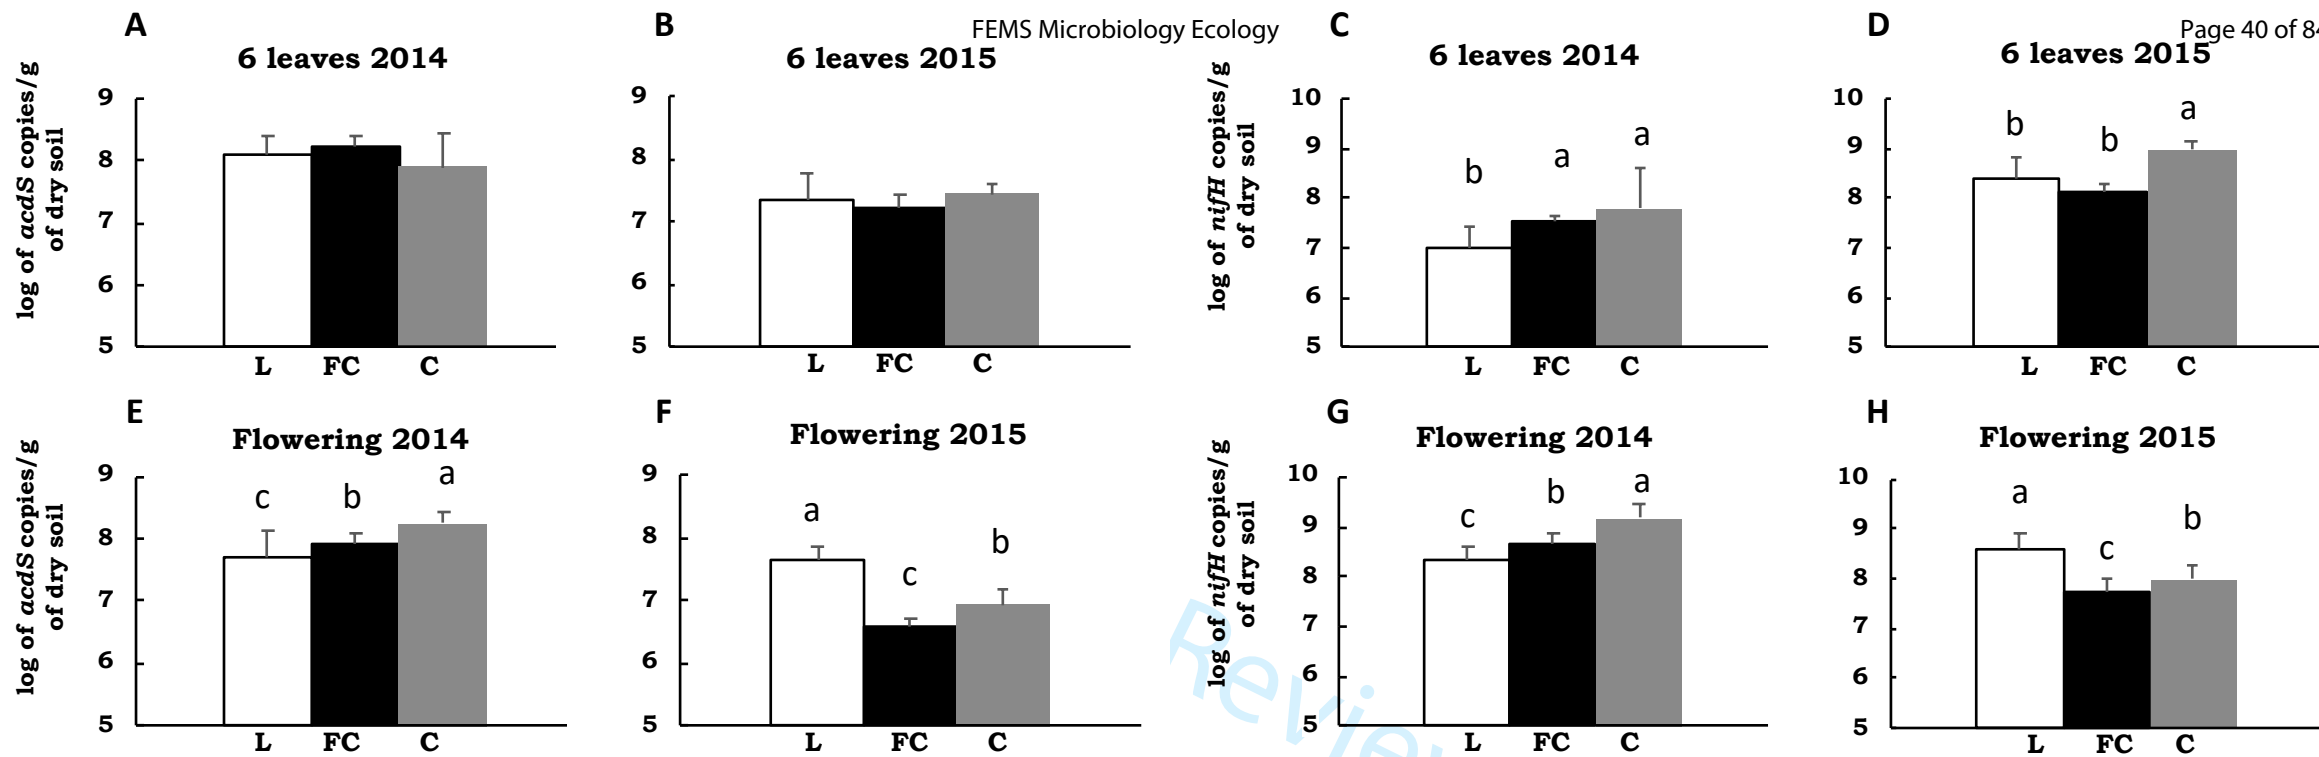 FEMS Microbiology Ecology
Page 40 of 84
A
6 leaves 2014
log of acdS copies/g
of dry soil
9
8
7
6
5
L FC C
B
6 leaves 2015
9
8
7
6
5
L FC C
C
6 leaves 2014
log of nifH copies/g
of dry soil
10
9
8
7
6
5
b a a
L FC C
D
6 leaves 2015
10
9
8
7
6
5
b b a
L FC C
E
Flowering 2014
log of acdS copies/g
of dry soil
9
8
7
6
5
c b a
L FC C
F
Flowering 2015
9
8
7
6
5
a c b
L FC C
G
Flowering 2014
log of nifH copies/g
of dry soil
10
9
8
7
6
5
c b a
L FC C
H
Flowering 2015
10
9
8
7
6
5
a c b
L FC C